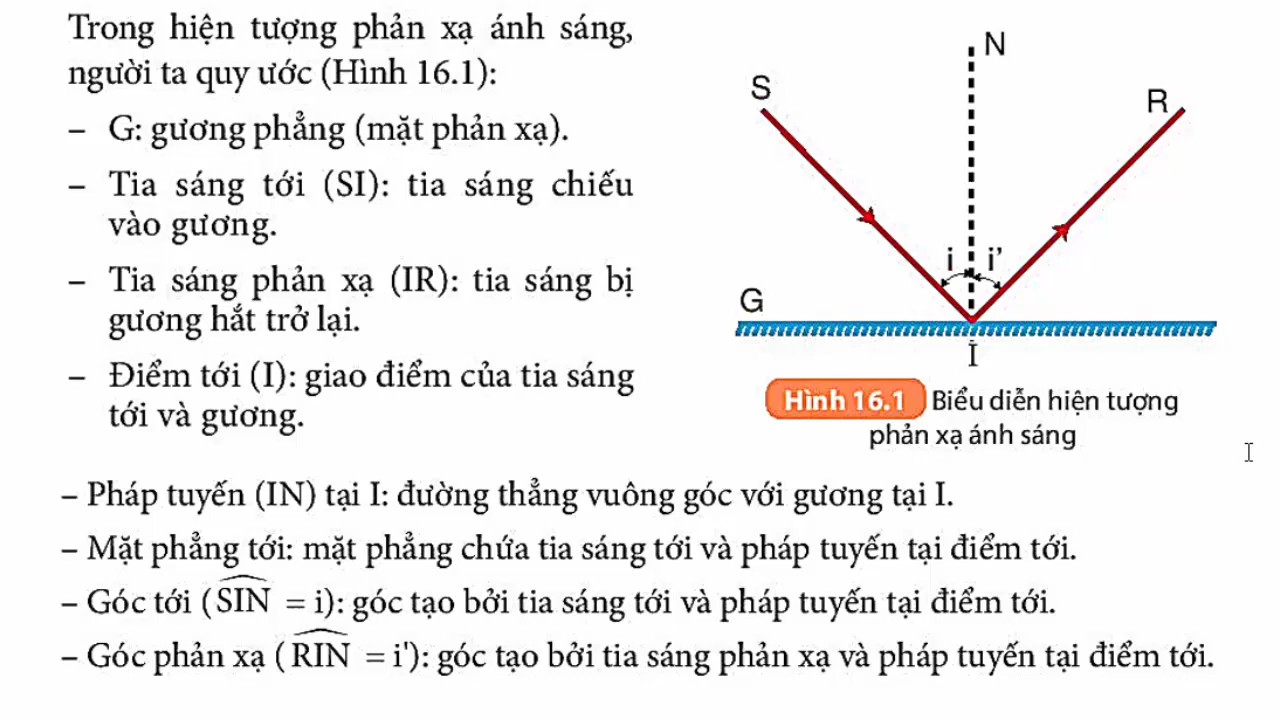 Trong hiện tượng phản xạ ánh sáng,
người ta quy ước (Hình 16.1):
– G: gương phẳng (mặt phản xạ).
– Tia sáng tới (SI): tia sáng chiếu
vào gương.
– Tia sáng phản xạ (IR): tia sáng bị
gương hắt trở lại.
– Điểm tới (I): giao điểm của tia sáng
tới và gương.
N
S
R
i i'
G
I
Hình 16.1 Biểu diễn hiện tượng
phản xạ ánh sáng
– Pháp tuyến (IN) tại I: đường thẳng vuông góc với gương tại I.
– Mặt phẳng tới: mặt phẳng chứa tia sáng tới và pháp tuyến tại điểm tới.
– Góc tới (SIN = i): góc tạo bởi tia sáng tới và pháp tuyến tại điểm tới.
– Góc phản xạ (RIN = i'): góc tạo bởi tia sáng phản xạ và pháp tuyến tại điểm tới.